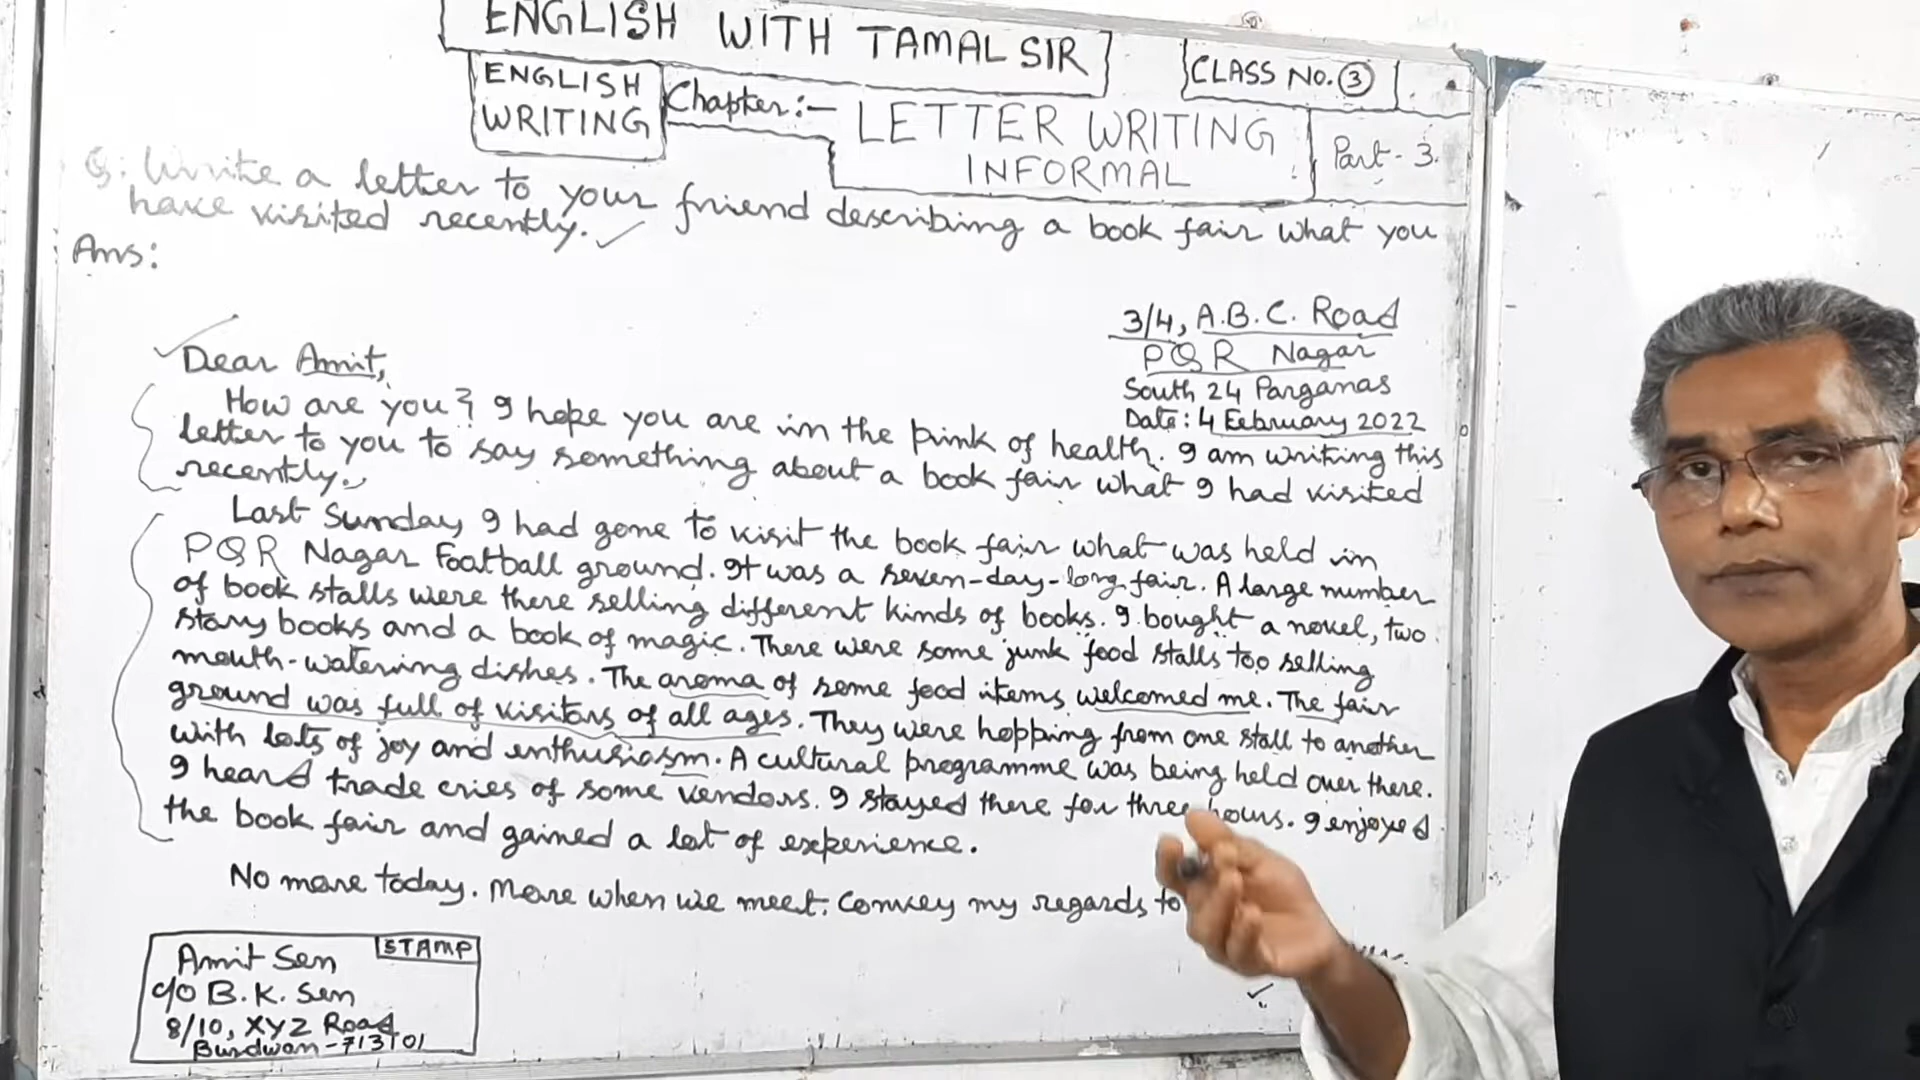 ENGLISH WITH TAMAL SIR
CLASS NO. 3
ENGLISH
WRITING
Chapter:-
LETTER WRITING
INFORMAL
Part-3.
Q: Write a letter to your friend describing a book fair what you
have visited recently.
Ans:
3/4, A.B.C. Road
PQR Nagar
South 24 Parganas
Date: 4 February 2022
Dear Amit,
How are you? I hope you are in the pink of health. I am writing this
letter to you to say something about a book fair what I had visited
recently.
Last Sunday, I had gone to visit the book fair what was held in
PQR Nagar Football ground. It was a seven-day-long fair. A large number
of book stalls were there selling different kinds of books. I bought a novel, two
story books and a book of magic. There were some junk food stalls too selling
mouth-watering dishes. The aroma of some food items welcomed me. The fair
ground was full of visitors of all ages. They were hopping from one stall to another
with lots of joy and enthusiasm. A cultural programme was being held over there.
I heard trade cries of some vendors. I stayed there for three hours. I enjoyed
the book fair and gained a lot of experience.
No more today. More when we meet. Convey my regards to
STAMP
Amit Sen
c/o B.K. Sen
8/10, XYZ Road
Burdwan-713101